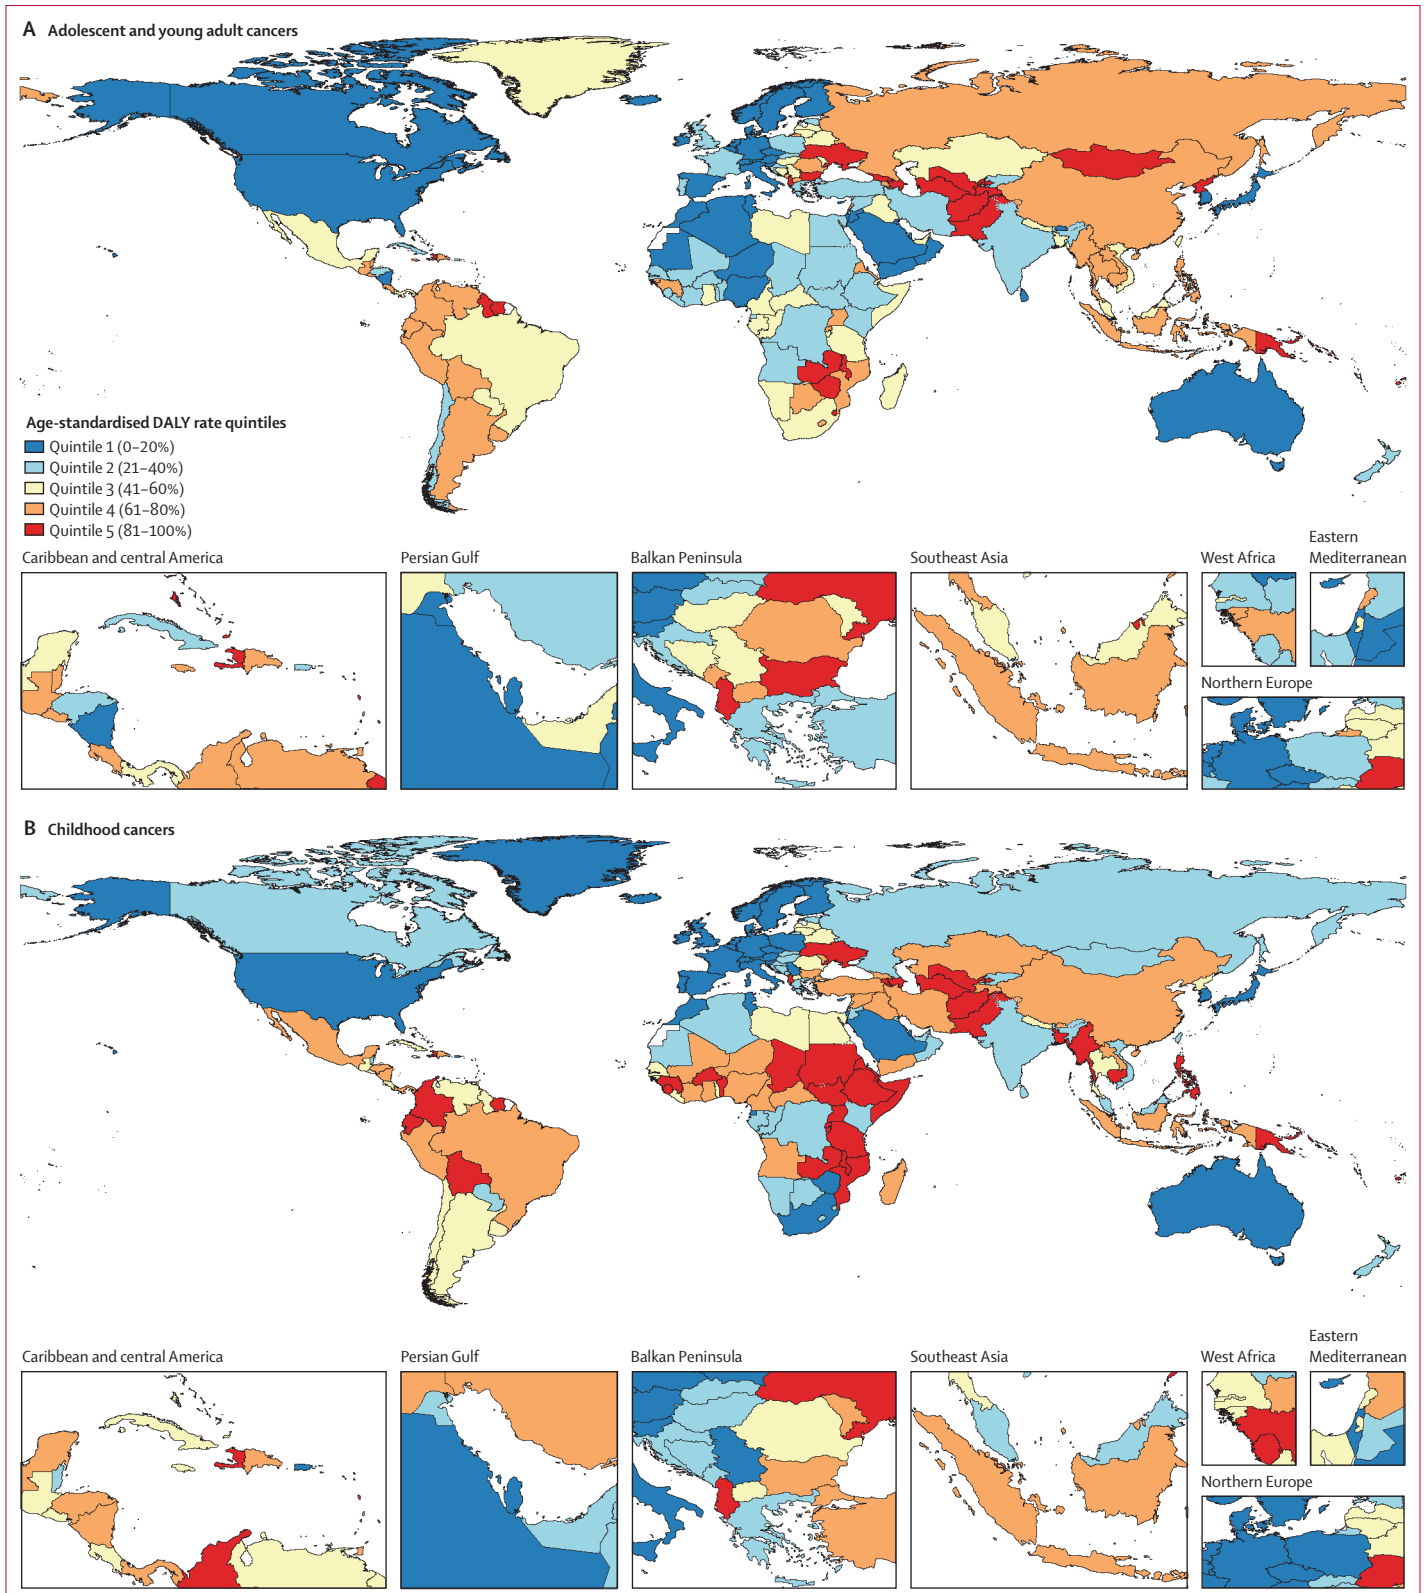 A Adolescent and young adult cancers
Age-standardised DALY rate quintiles
Quintile 1 (0–20%)
Quintile 2 (21–40%)
Quintile 3 (41–60%)
Quintile 4 (61–80%)
Quintile 5 (81–100%)
Caribbean and central America
Persian Gulf
Balkan Peninsula
Southeast Asia
West Africa
Eastern
Mediterranean
Northern Europe
B Childhood cancers
Caribbean and central America
Persian Gulf
Balkan Peninsula
Southeast Asia
West Africa
Eastern
Mediterranean
Northern Europe